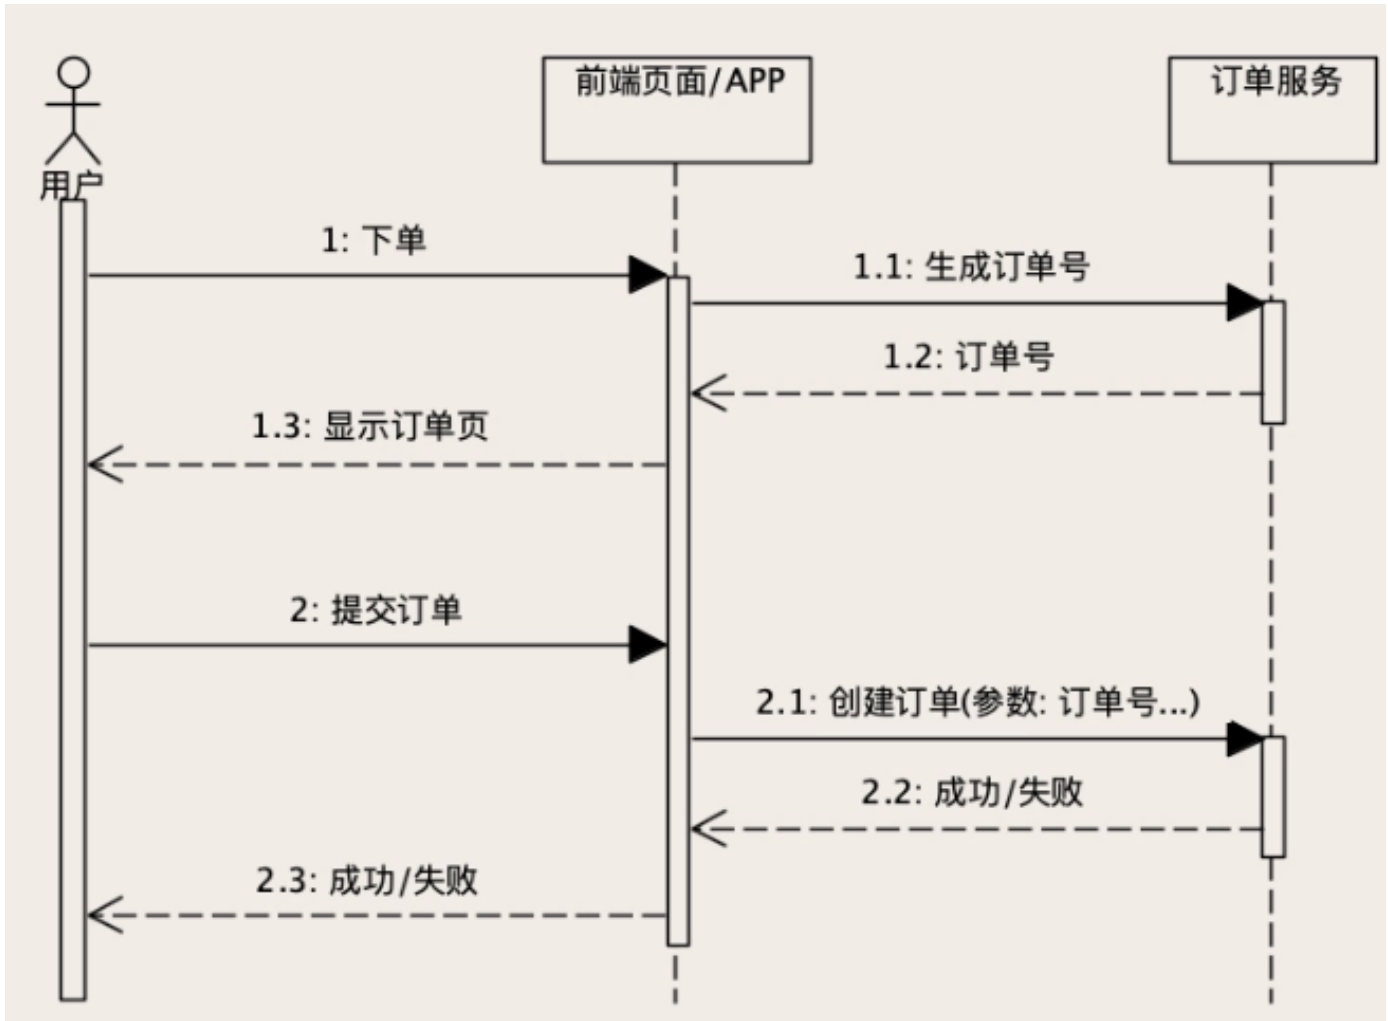 前端页面/APP
订单服务
用户
1: 下单
1.1: 生成订单号
1.2: 订单号
1.3: 显示订单页
2: 提交订单
2.1: 创建订单(参数: 订单号...)
2.2: 成功/失败
2.3: 成功/失败